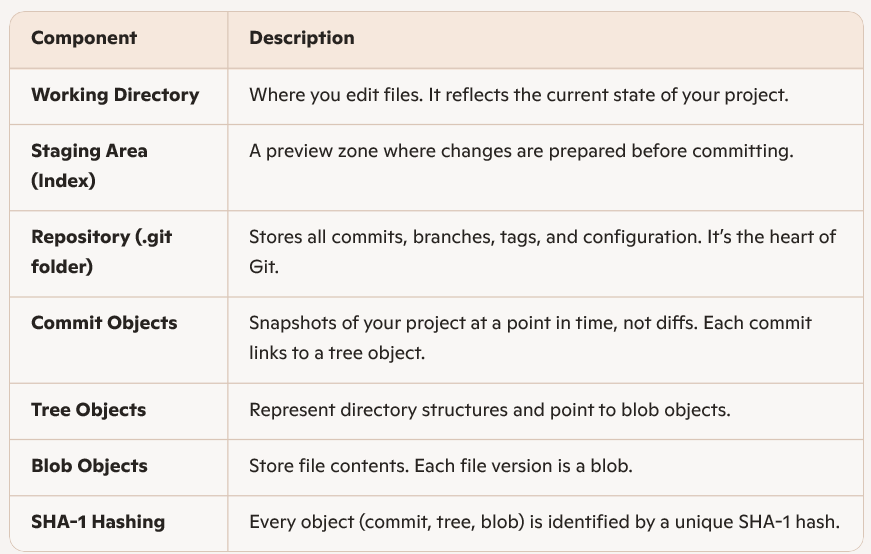 Component Description
Working Directory Where you edit files. It reflects the current state of your project.
Staging Area (Index) A preview zone where changes are prepared before committing.
Repository (.git folder) Stores all commits, branches, tags, and configuration. It’s the heart of Git.
Commit Objects Snapshots of your project at a point in time, not diffs. Each commit links to a tree object.
Tree Objects Represent directory structures and point to blob objects.
Blob Objects Store file contents. Each file version is a blob.
SHA-1 Hashing Every object (commit, tree, blob) is identified by a unique SHA-1 hash.